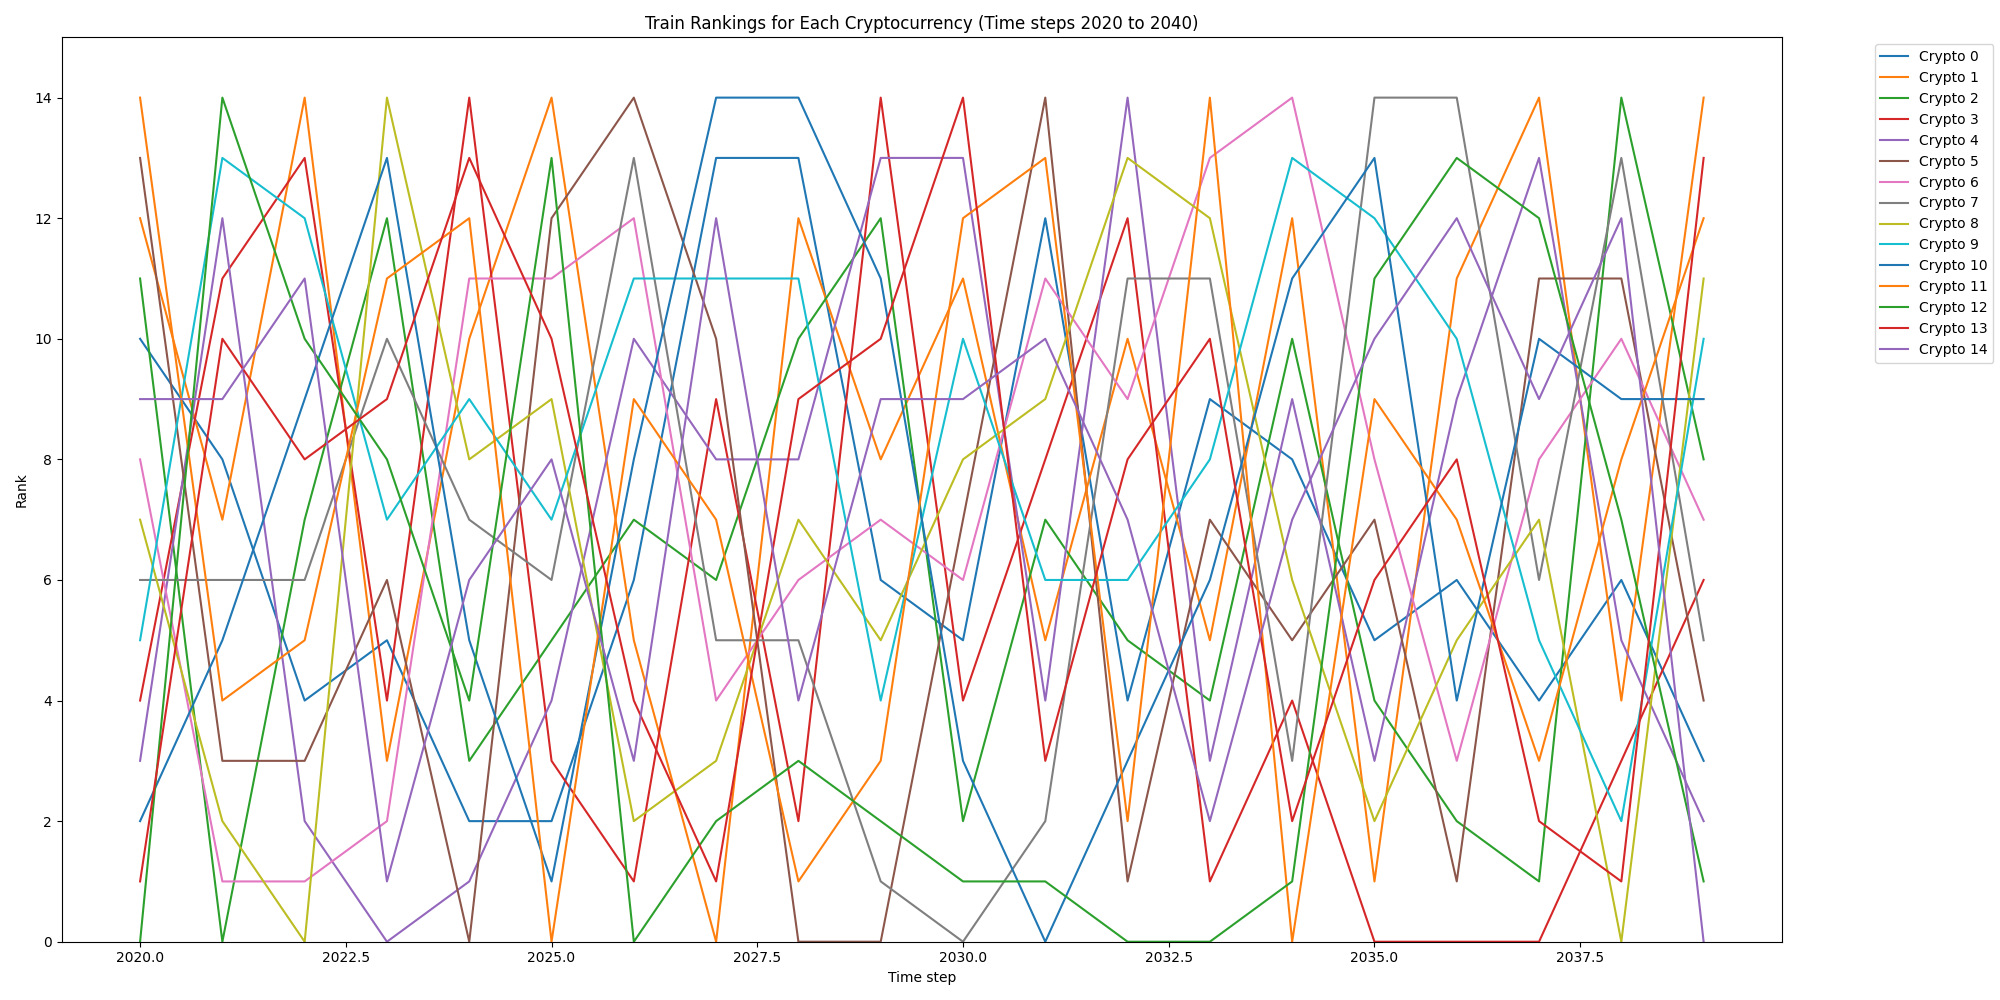 Train Rankings for Each Cryptocurrency (Time steps 2020 to 2040)
Crypto 0
Crypto 1
Crypto 2
Crypto 3
Crypto 4
Crypto 5
Crypto 6
Crypto 7
Crypto 8
Crypto 9
Crypto 10
Crypto 11
Crypto 12
Crypto 13
Crypto 14
Rank
14
12
10
8
6
4
2
0
2020.0 2022.5 2025.0 2027.5 2030.0 2032.5 2035.0 2037.5
Time step